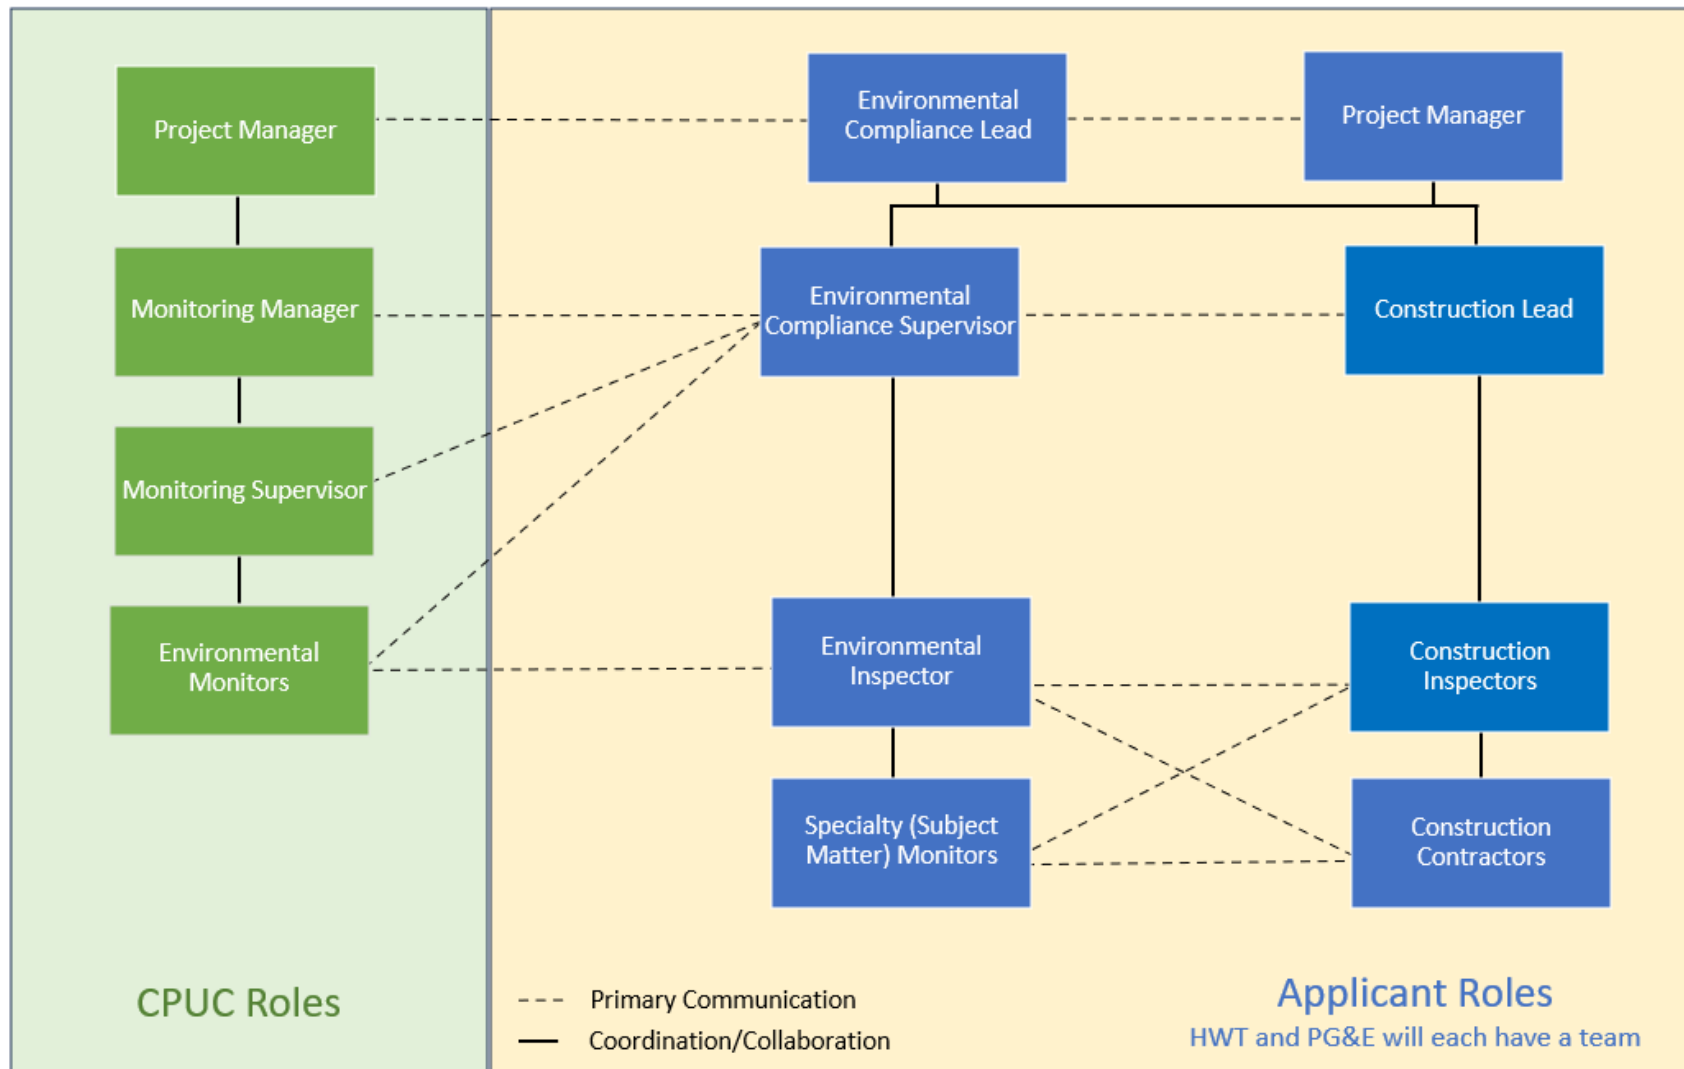 Project Manager
Environmental
Compliance Lead
Project Manager
Monitoring Manager
Environmental
Compliance Supervisor
Construction Lead
Monitoring Supervisor
Environmental
Monitors
Environmental
Inspector
Construction
Inspectors
Specialty (Subject
Matter) Monitors
Construction
Contractors
CPUC Roles
Primary Communication
Coordination/Collaboration
Applicant Roles
HWT and PG&E will each have a team